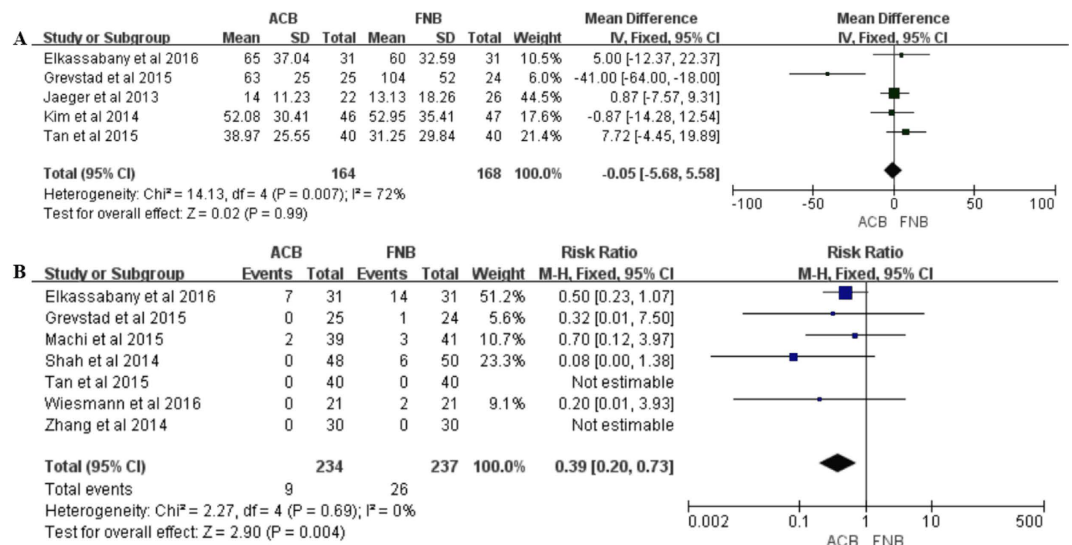 A
ACB FNB Mean Difference Mean Difference
Study or Subgroup Mean SD Total Mean SD Total Weight IV, Fixed, 95% CI IV, Fixed, 95% CI
Elkassabany et 2016 65 37.04 31 60 32.59 31 10.5% 5.00 [-12.37, 22.37]
Grevstad et 2015 63 25 25 104 52 24 6.0% -41.00 [-64.00, -18.00]
Jaeger et al 2013 14 11.23 22 13.13 18.26 26 44.5% 0.87 [-7.57, 9.31]
Kim et al 2014 52.08 30.41 46 52.95 35.41 47 17.6% -0.87 [-14.28, 12.54]
Tan et 2015 38.97 25.55 40 31.25 29.84 40 21.4% 7.72 [-4.45, 19.89]
Total (95% CI) 164 168 100.0% -0.05 [-5.68, 5.58]
Heterogeneity: Chi² = 14.13, df = 4 (P = 0.007); I² = 72%
Test for overall effect: Z = 0.02 (P = 0.99)
-100 -50 0 50 100
ACB FNB
B
ACB FNB Risk Ratio Risk Ratio
Study or Subgroup Events Total Events Total Weight M-H, Fixed, 95% CI M-H, Fixed, 95% CI
Elkassabany et al 2016 7 31 14 31 51.2% 0.50 [0.23, 1.07]
Grevstad et al 2015 0 25 1 24 5.6% 0.32 [0.01, 7.50]
Machi et al 2015 2 39 3 41 10.7% 0.70 [0.12, 3.97]
Shah et al 2014 0 48 6 50 23.3% 0.08 [0.00, 1.38]
Tan et al 2015 0 40 0 40 Not estimable
Wiesmann et al 2016 0 21 2 21 9.1% 0.20 [0.01, 3.93]
Zhang et al 2014 0 30 0 30 Not estimable
Total (95% CI) 234 237 100.0% 0.39 [0.20, 0.73]
Total events 9 26
Heterogeneity: Chi² = 2.27, df = 4 (P = 0.69); I² = 0%
Test for overall effect: Z = 2.90 (P = 0.004)
0.002 0.1 1 10 500
ACB FNB